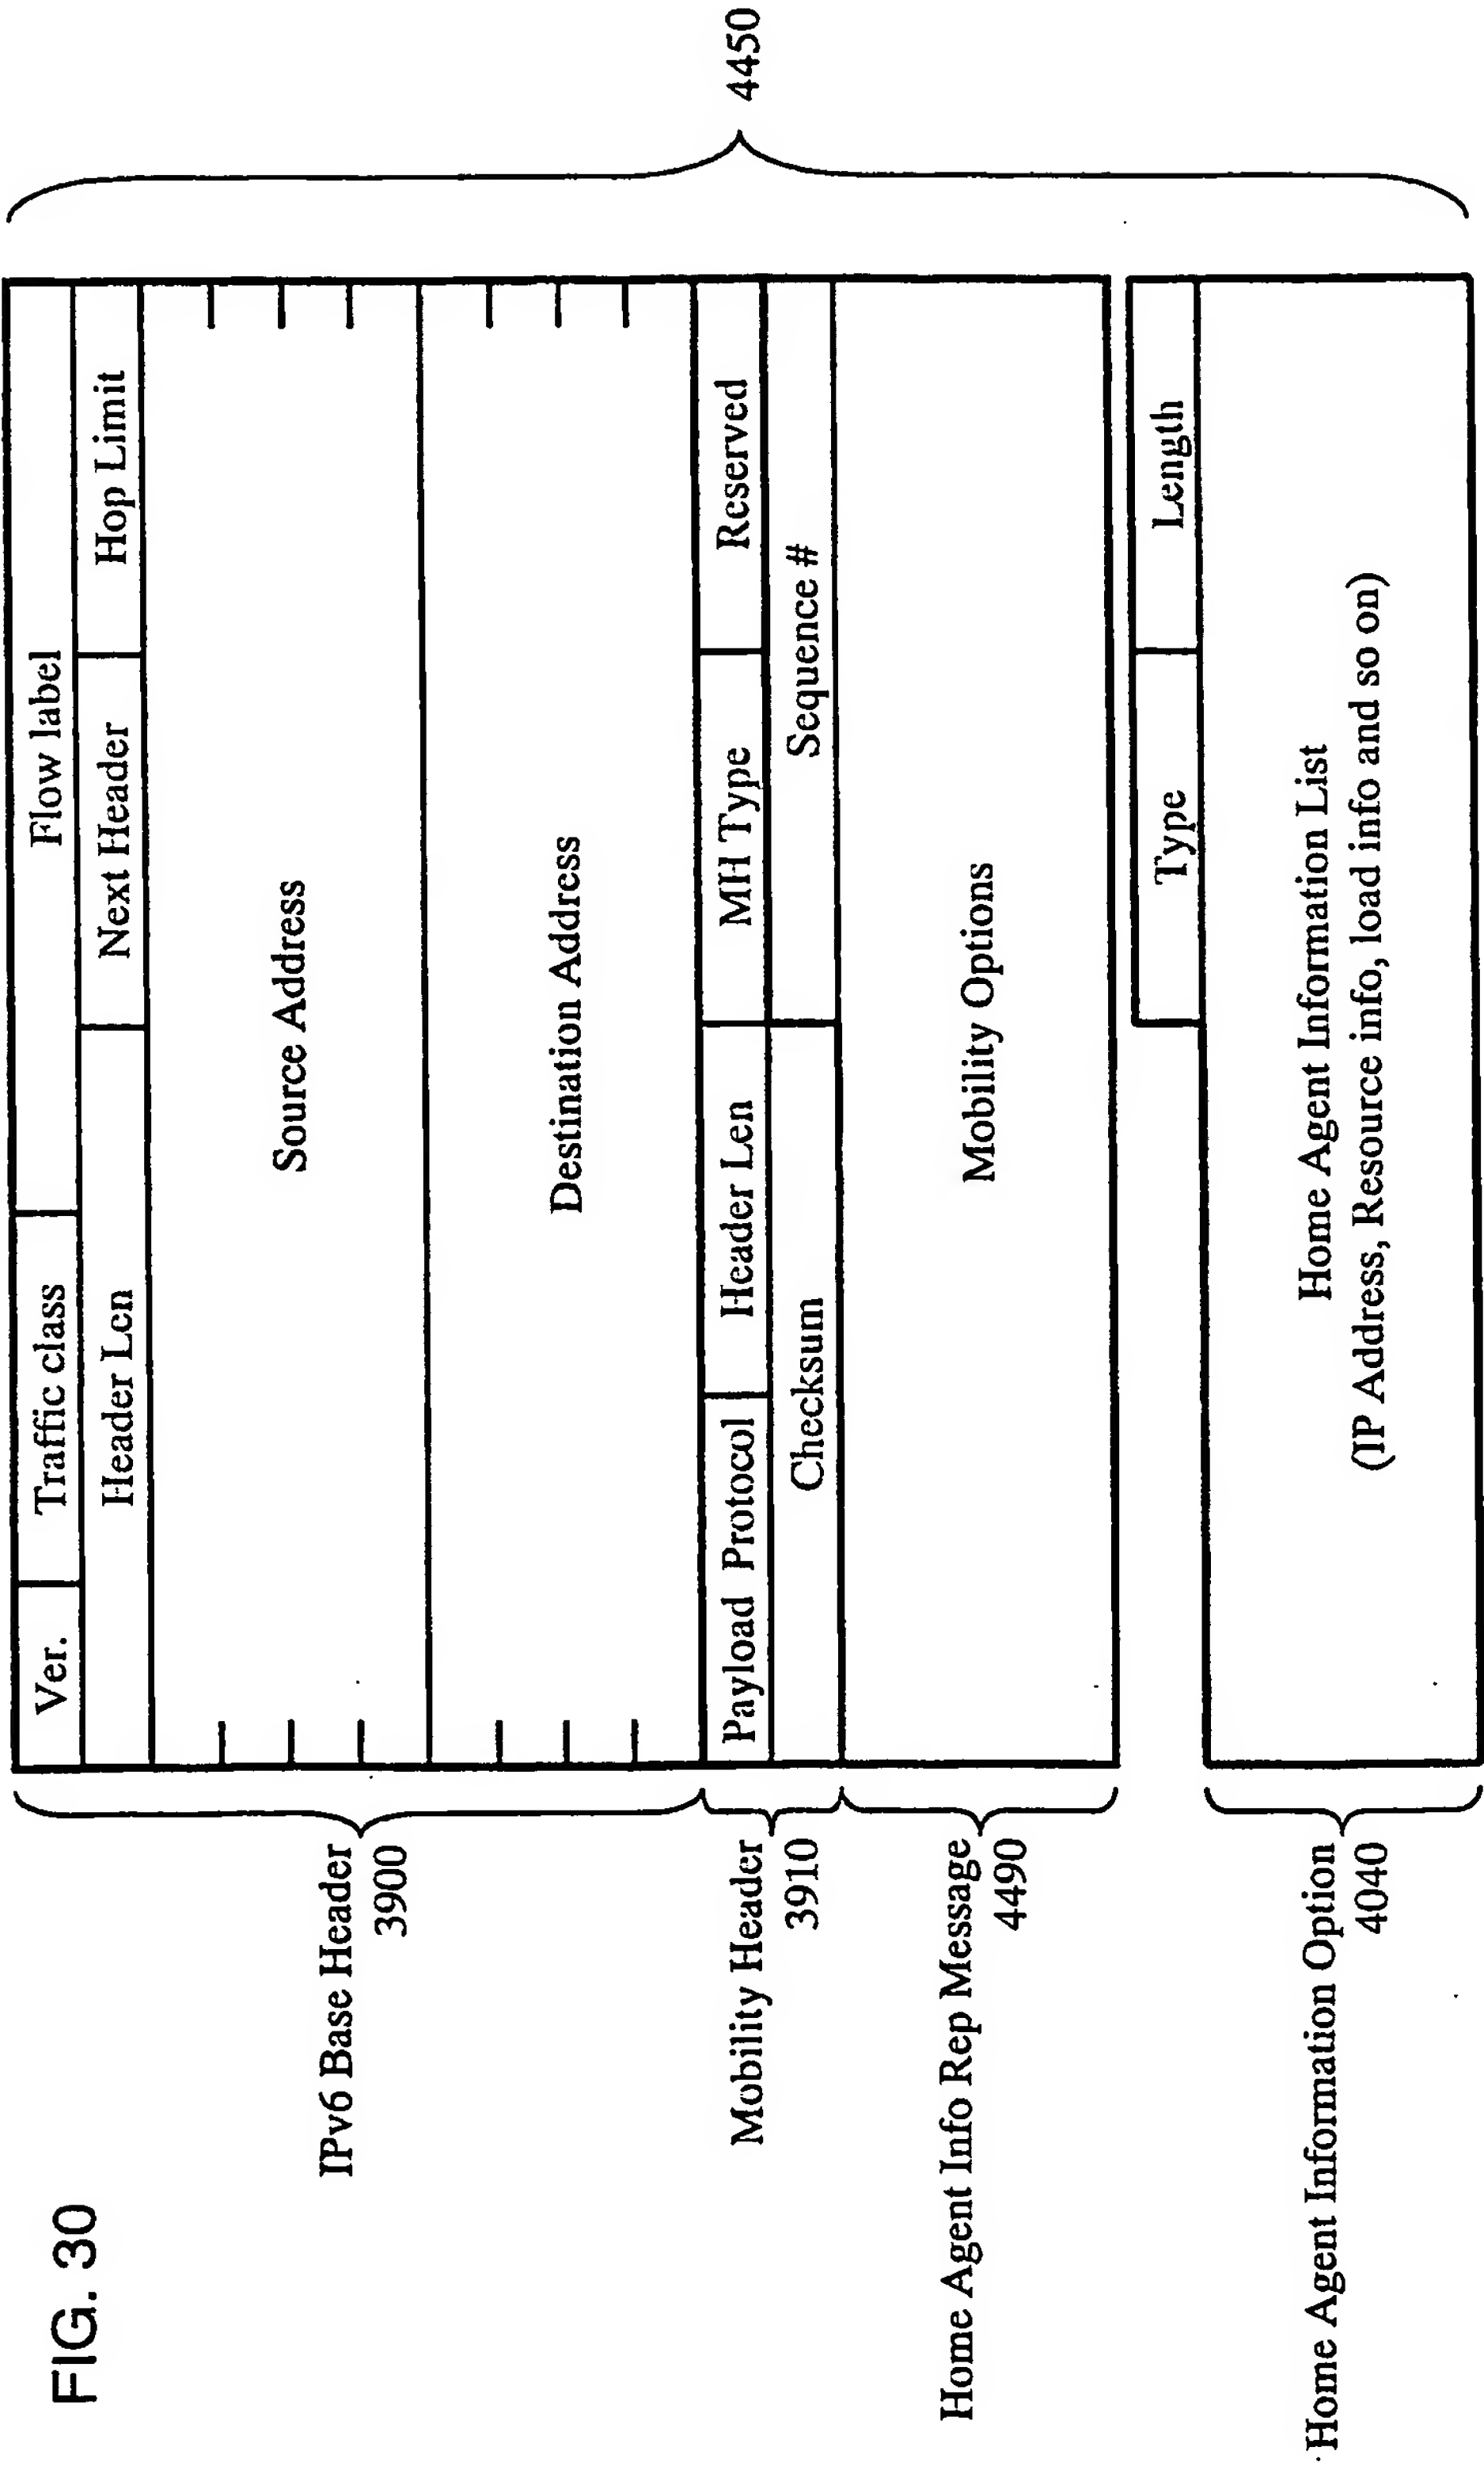 FIG. 30
Ver.
Traffic class
Flow label
Header Len
Next Header
Hop Limit
Source Address
Destination Address
IPv6 Base Header
3900
Payload Protocol
Header Len
MH Type
Reserved
Checksum
Sequence #
Mobility Header
3910
Mobility Options
Home Agent Info Rep Message
4490
Type
Length
Home Agent Information List
(IP Address, Resource info, load info and so on)
Home Agent Information Option
4040
4450